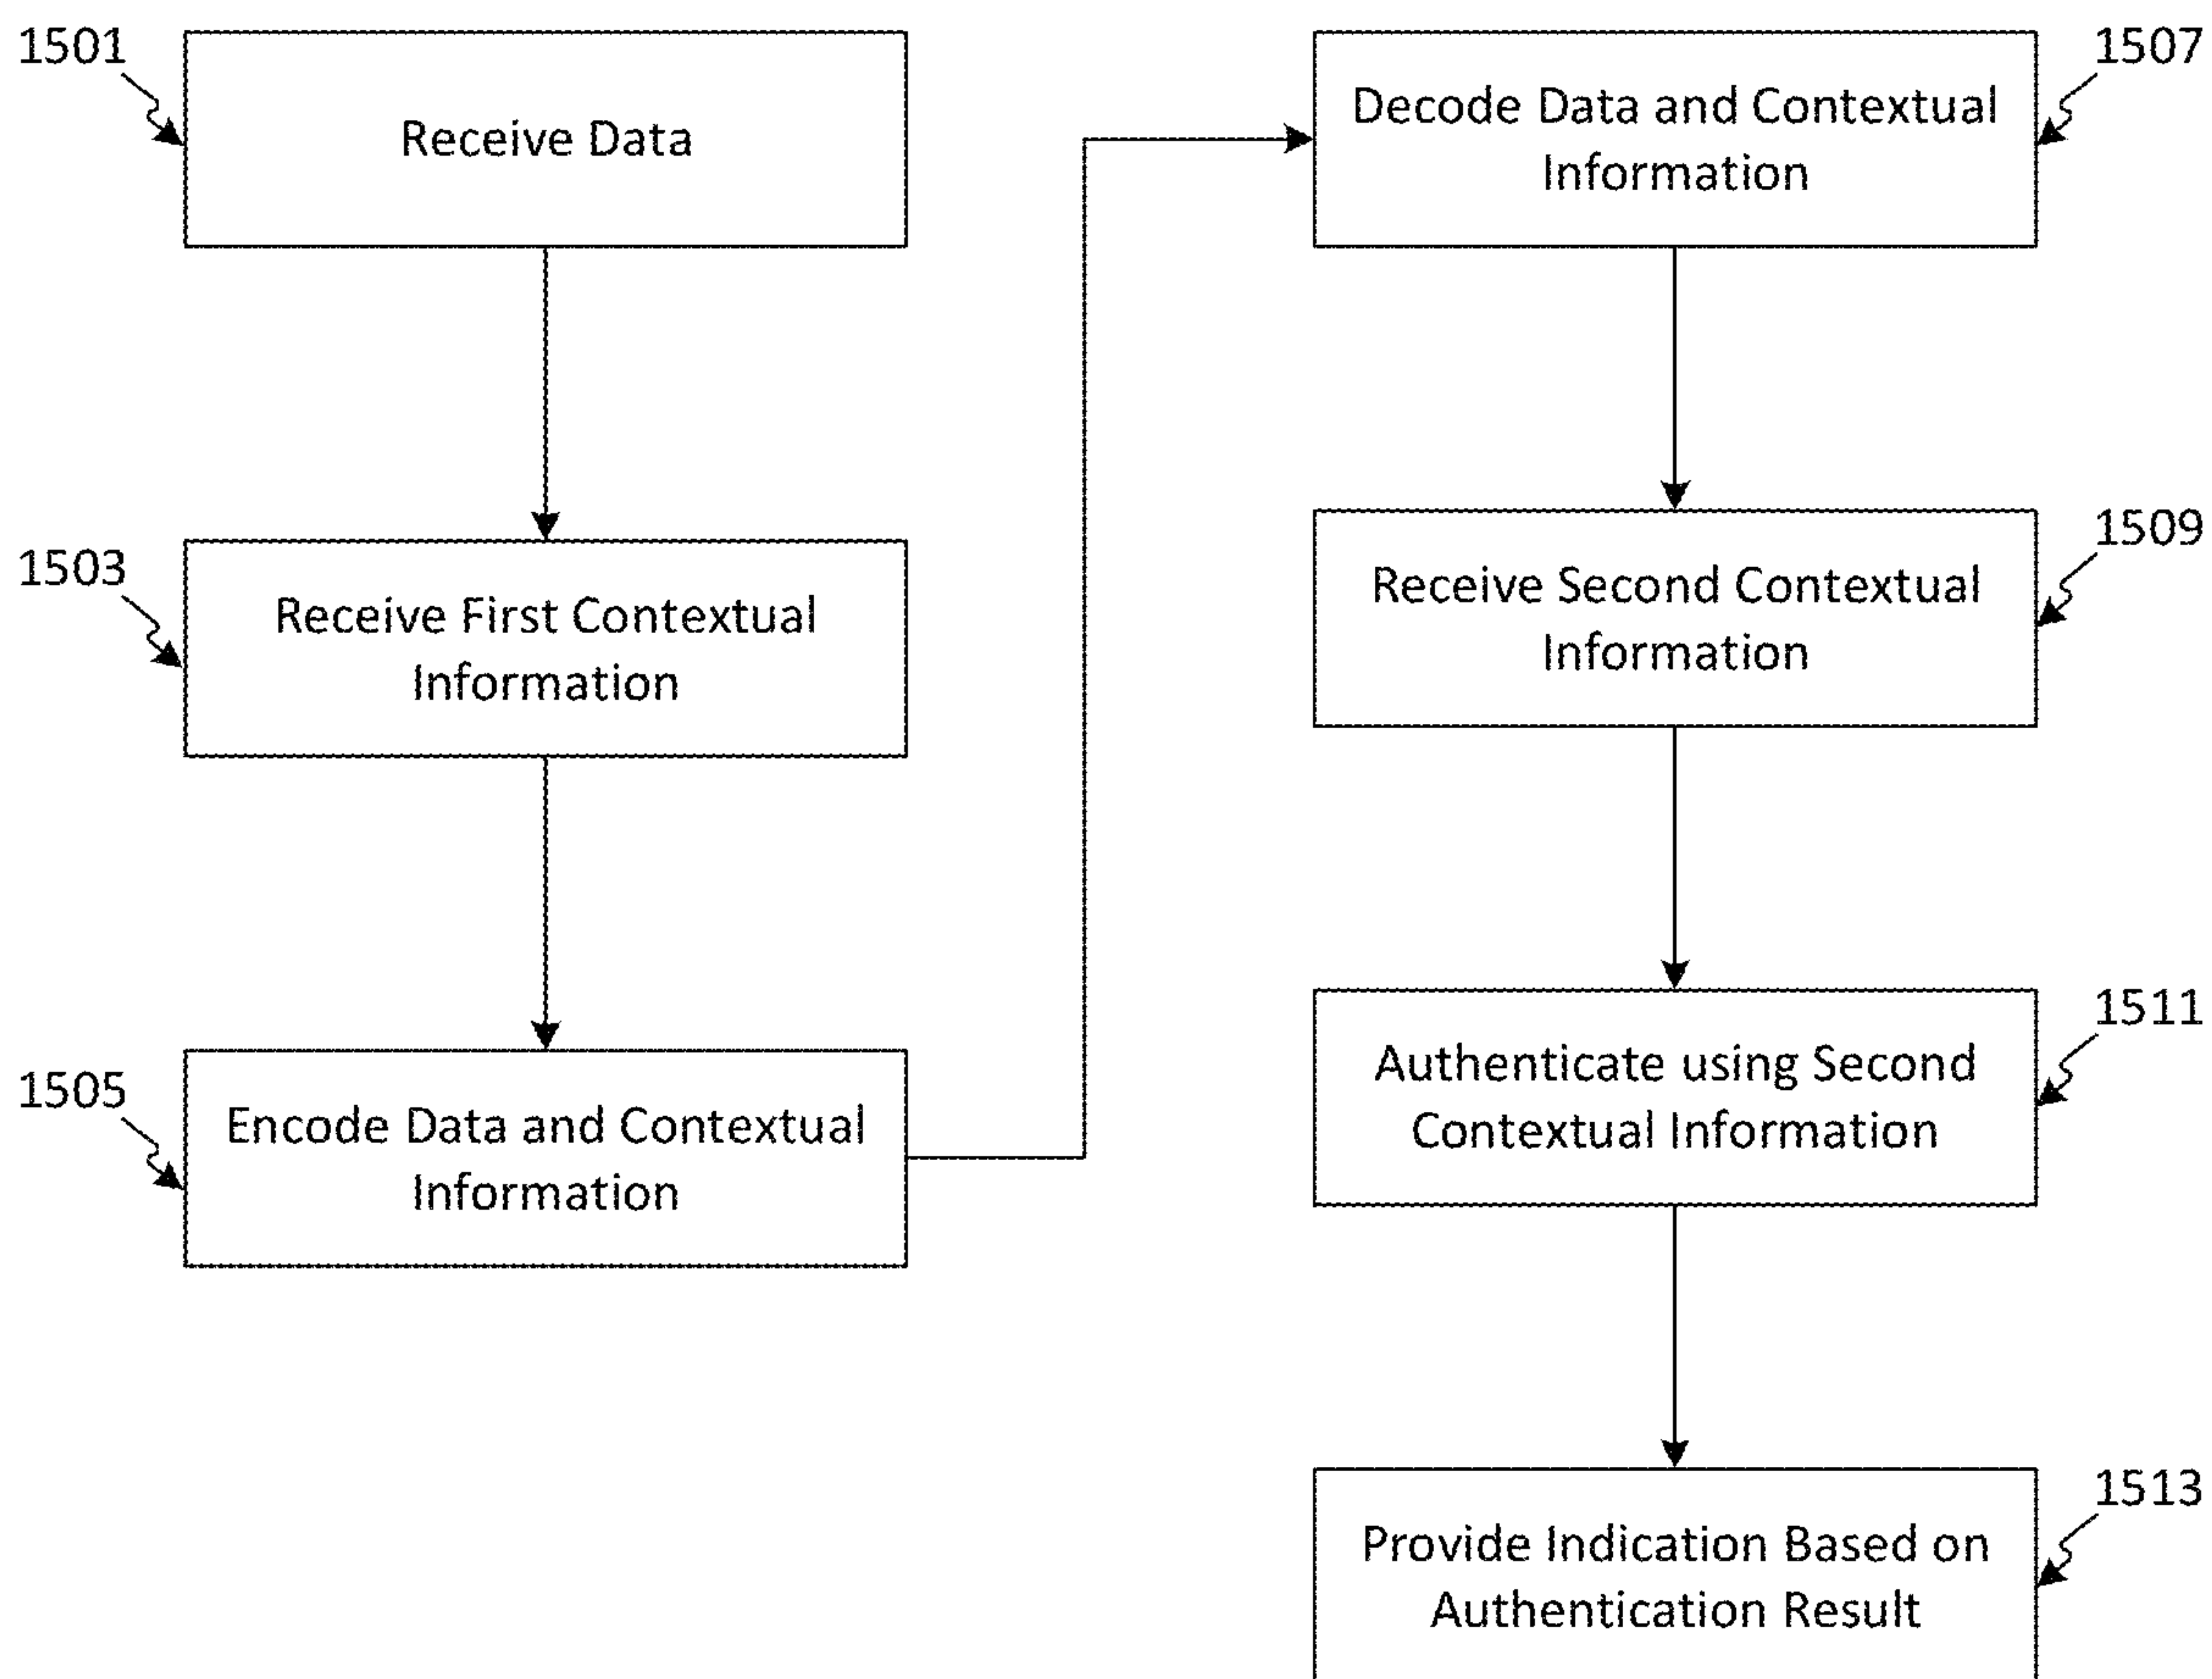 1501
Receive Data
1503
Receive First Contextual
Information
1505
Encode Data and Contextual
Information
1507
Decode Data and Contextual
Information
1509
Receive Second Contextual
Information
1511
Authenticate using Second
Contextual Information
1513
Provide Indication Based on
Authentication Result